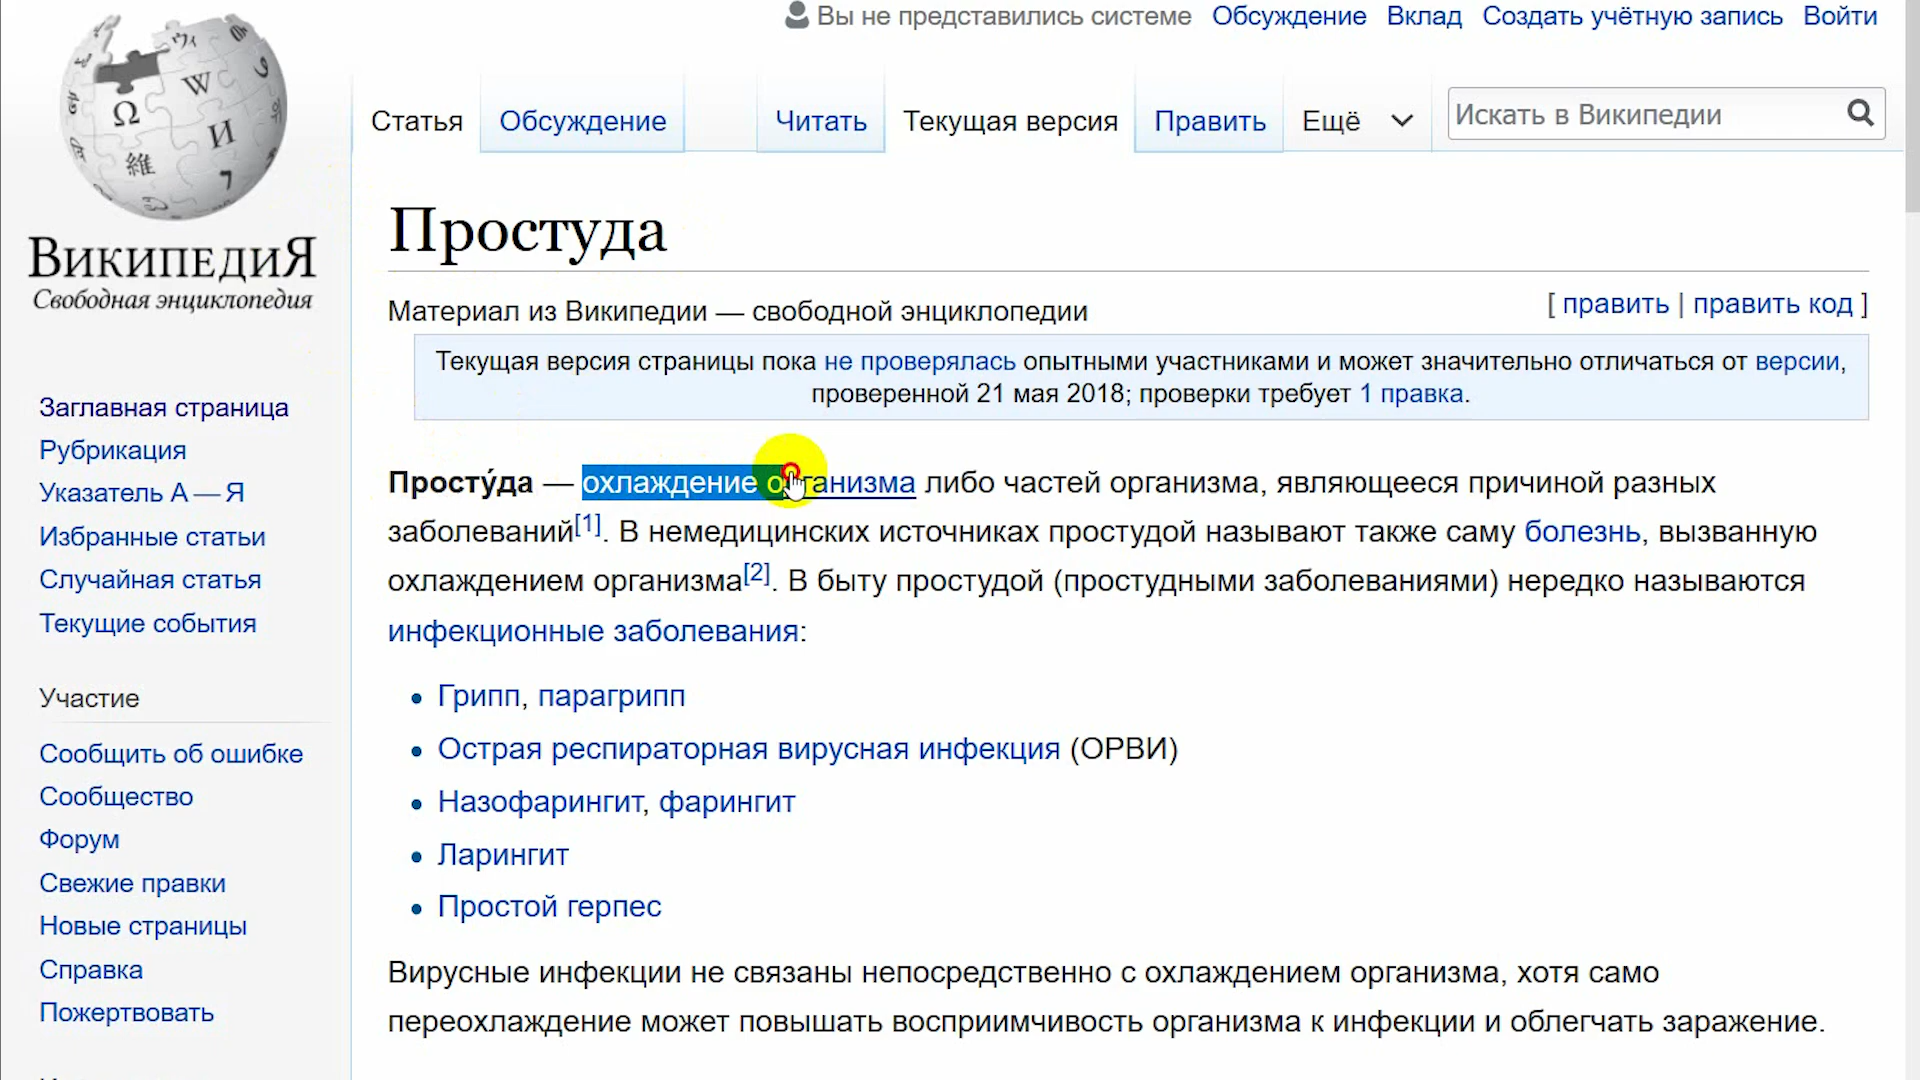 Вы не представились системе Обсуждение Вклад Создать учётную запись Войти
Статья Обсуждение Читать Текущая версия Править Ещё Искать в Википедии
ВикипедиЯ
Свободная энциклопедия
Заглавная страница
Рубрикация
Указатель А — Я
Избранные статьи
Случайная статья
Текущие события
Участие
Сообщить об ошибке
Сообщество
Форум
Свежие правки
Новые страницы
Справка
Пожертвовать
Простуда
Материал из Википедии — свободной энциклопедии
[ править | править код ]
Текущая версия страницы пока не проверялась опытными участниками и может значительно отличаться от версии,
проверенной 21 мая 2018; проверки требует 1 правка.
Просту́да — охлаждение организма либо частей организма, являющееся причиной разных
заболеваний[1]. В немедицинских источниках простудой называют также саму болезнь, вызванную
охлаждением организма[2]. В быту простудой (простудными заболеваниями) нередко называются
инфекционные заболевания:
• Грипп, парагрипп
• Острая респираторная вирусная инфекция (ОРВИ)
• Назофарингит, фарингит
• Ларингит
• Простой герпес
Вирусные инфекции не связаны непосредственно с охлаждением организма, хотя само
переохлаждение может повышать восприимчивость организма к инфекции и облегчать заражение.